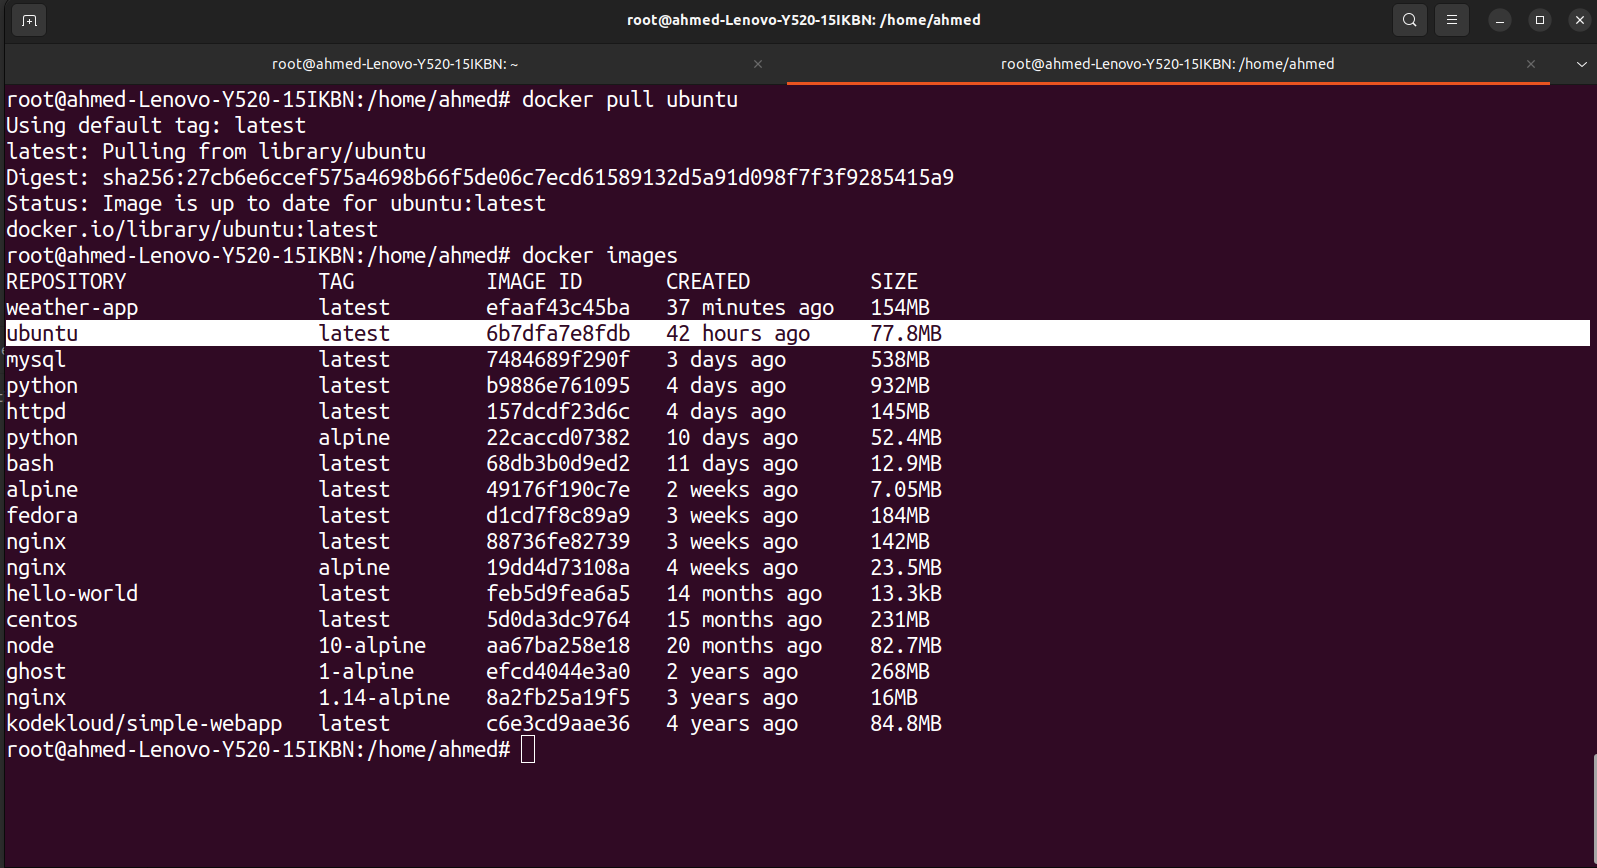 root@ahmed-Lenovo-Y520-15IKBN: /home/ahmed
root@ahmed-Lenovo-Y520-15IKBN: ~
root@ahmed-Lenovo-Y520-15IKBN: /home/ahmed
root@ahmed-Lenovo-Y520-15IKBN:/home/ahmed# docker pull ubuntu
Using default tag: latest
latest: Pulling from library/ubuntu
Digest: sha256:27cb6e6ccef575a4698b66f5de06c7ecd61589132d5a91d098f7f3f9285415a9
Status: Image is up to date for ubuntu:latest
docker.io/library/ubuntu:latest
root@ahmed-Lenovo-Y520-15IKBN:/home/ahmed# docker images
REPOSITORY TAG IMAGE ID CREATED SIZE
weather-app latest efaaf43c45ba 37 minutes ago 154MB
ubuntu latest 6b7dfa7e8fdb 42 hours ago 77.8MB
mysql latest 7484689f290f 3 days ago 538MB
python latest b9886e761095 4 days ago 932MB
httpd latest 157dcdf23d6c 4 days ago 145MB
python alpine 22caccd07382 10 days ago 52.4MB
bash latest 68db3b0d9ed2 11 days ago 12.9MB
alpine latest 49176f190c7e 2 weeks ago 7.05MB
fedora latest d1cd7f8c89a9 3 weeks ago 184MB
nginx latest 88736fe82739 3 weeks ago 142MB
nginx alpine 19dd4d73108a 4 weeks ago 23.5MB
hello-world latest feb5d9fea6a5 14 months ago 13.3kB
centos latest 5d0da3dc9764 15 months ago 231MB
node 10-alpine aa67ba258e18 20 months ago 82.7MB
ghost 1-alpine efcd4044e3a0 2 years ago 268MB
nginx 1.14-alpine 8a2fb25a19f5 3 years ago 16MB
kodekloud/simple-webapp latest c6e3cd9aae36 4 years ago 84.8MB
root@ahmed-Lenovo-Y520-15IKBN:/home/ahmed#